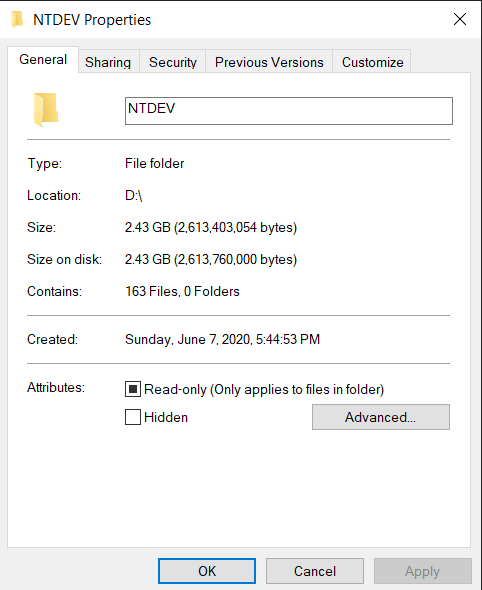 NTDEV Properties
General Sharing Security Previous Versions Customize
NTDEV
Type: File folder
Location: D:\
Size: 2.43 GB (2,613,403,054 bytes)
Size on disk: 2.43 GB (2,613,760,000 bytes)
Contains: 163 Files, 0 Folders
Created: Sunday, June 7, 2020, 5:44:53 PM
Attributes: Read-only (Only applies to files in folder)
Hidden Advanced...
OK Cancel Apply